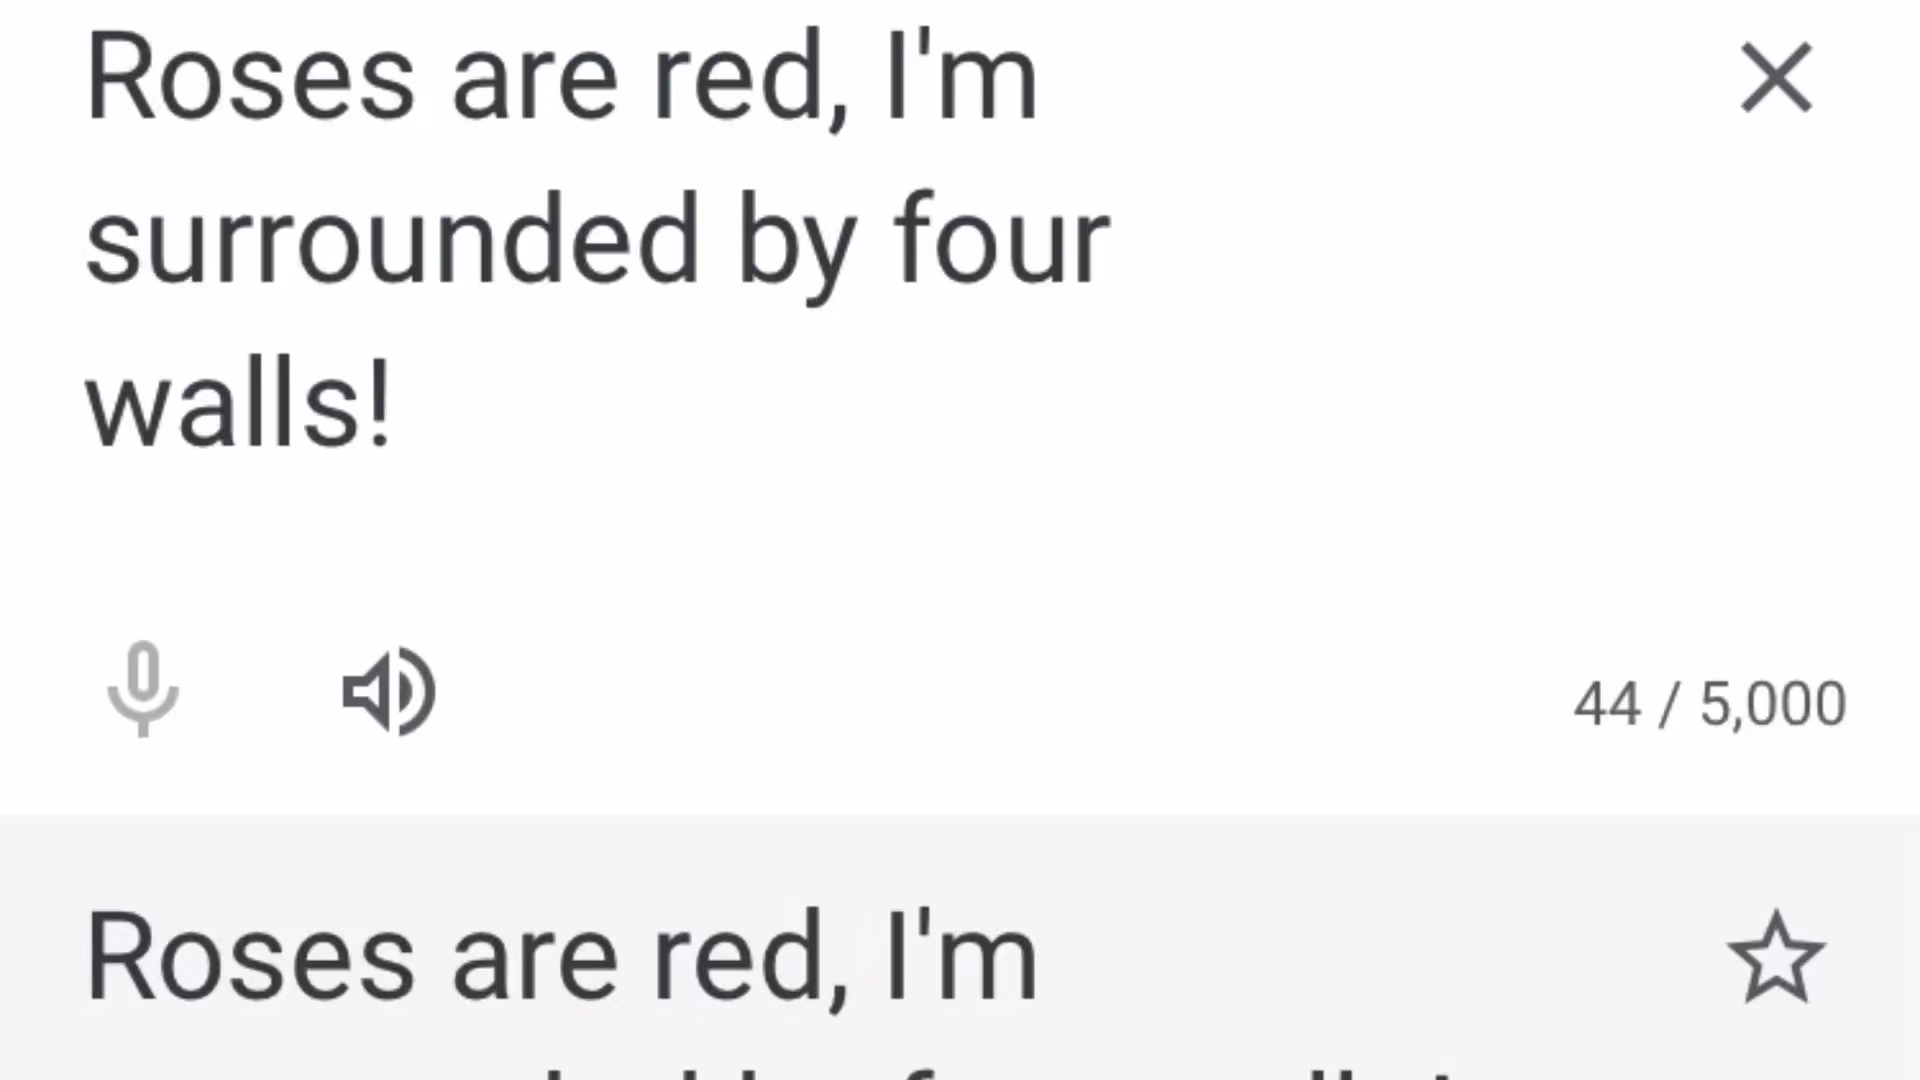 Roses are red, I'm
surrounded by four
walls!
44 / 5,000
Roses are red, I'm